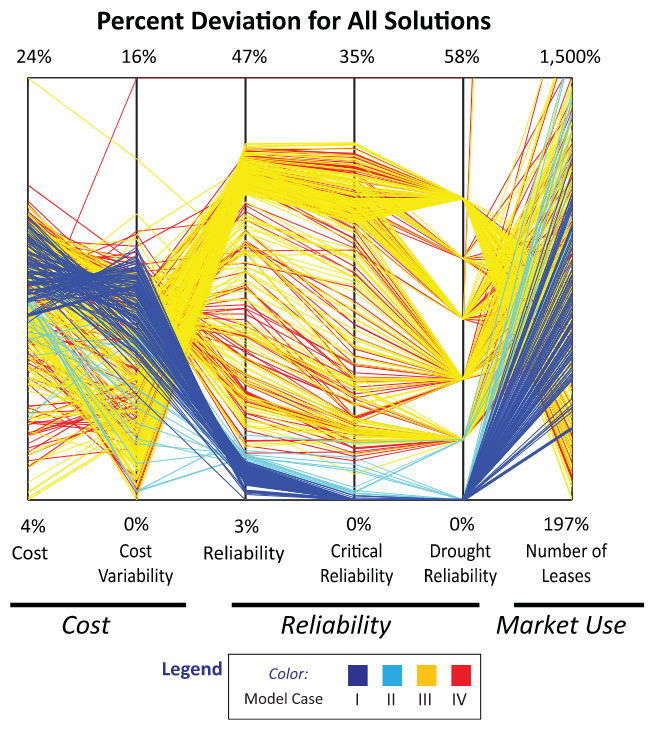 Percent Deviation for All Solutions
24% 16% 47% 35% 58% 1,500%
4% 0% 3% 0% 0% 197%
Cost Cost Variability Reliability Critical Reliability Drought Reliability Number of Leases
Cost Reliability Market Use
Legend
Color:
Model Case I II III IV